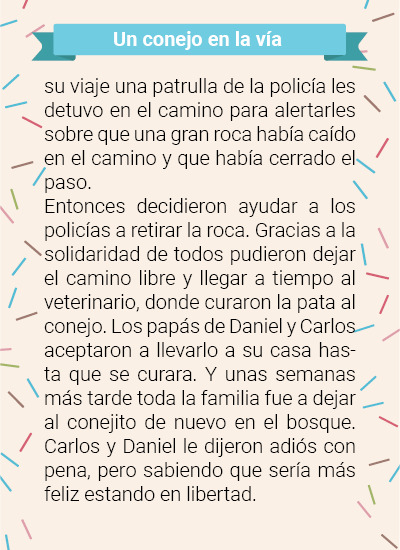 Un conejo en la vía
su viaje una patrulla de la policía les
detuvo en el camino para alertarles
sobre que una gran roca había caído
en el camino y que había cerrado el
paso.
Entonces decidieron ayudar a los
policías a retirar la roca. Gracias a la
solidaridad de todos pudieron dejar
el camino libre y llegar a tiempo al
veterinario, donde curaron la pata al
conejo. Los papás de Daniel y Carlos
aceptaron a llevarlo a su casa has-
ta que se curara. Y unas semanas
más tarde toda la familia fue a dejar
al conejito de nuevo en el bosque.
Carlos y Daniel le dijeron adiós con
pena, pero sabiendo que sería más
feliz estando en libertad.